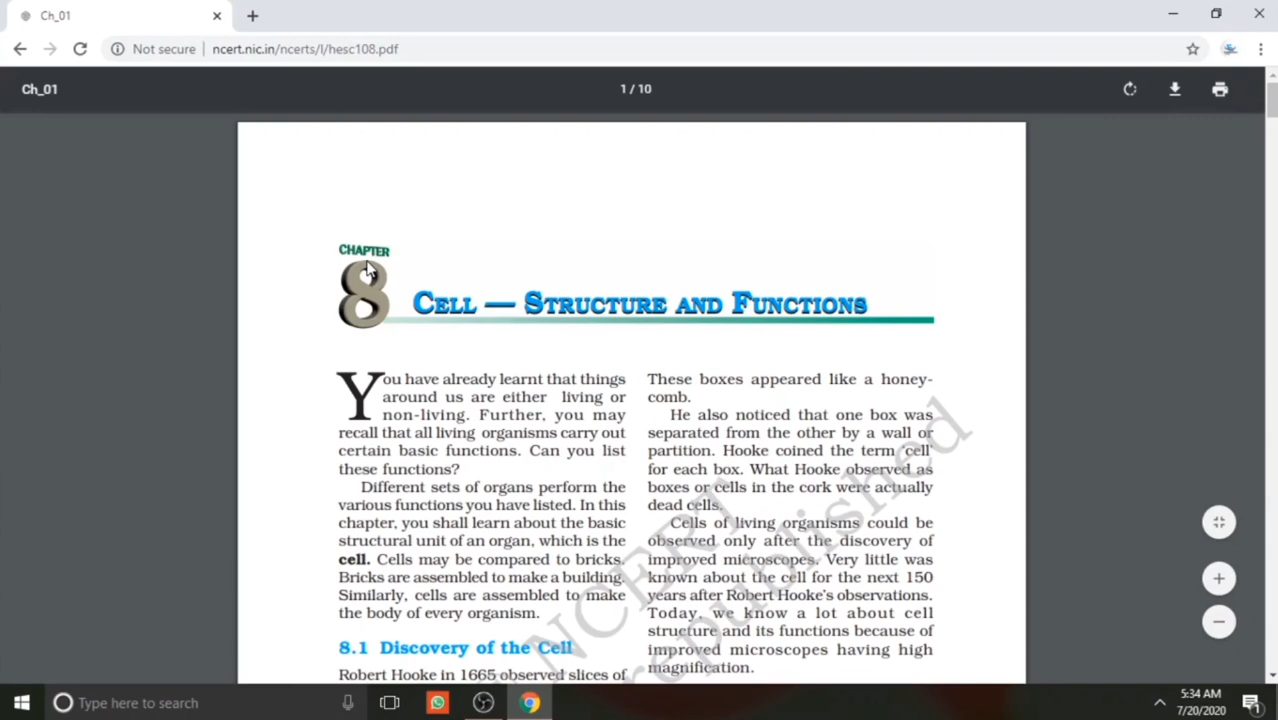 Ch_01
Not secure | ncert.nic.in/ncerts/l/hesc108.pdf
Ch_01
1 / 10
CHAPTER
8
CELL — STRUCTURE AND FUNCTIONS
You have already learnt that things
around us are either living or
non-living. Further, you may
recall that all living organisms carry out
certain basic functions. Can you list
these functions?
Different sets of organs perform the
various functions you have listed. In this
chapter, you shall learn about the basic
structural unit of an organ, which is the
cell. Cells may be compared to bricks.
Bricks are assembled to make a building.
Similarly, cells are assembled to make
the body of every organism.
8.1 Discovery of the Cell
Robert Hooke in 1665 observed slices of
These boxes appeared like a honey-
comb.
He also noticed that one box was
separated from the other by a wall or
partition. Hooke coined the term 'cell'
for each box. What Hooke observed as
boxes or cells in the cork were actually
dead cells.
Cells of living organisms could be
observed only after the discovery of
improved microscopes. Very little was
known about the cell for the next 150
years after Robert Hooke's observations.
Today, we know a lot about cell
structure and its functions because of
improved microscopes having high
magnification.
NCERT
republished
Type here to search
5:34 AM
7/20/2020
1